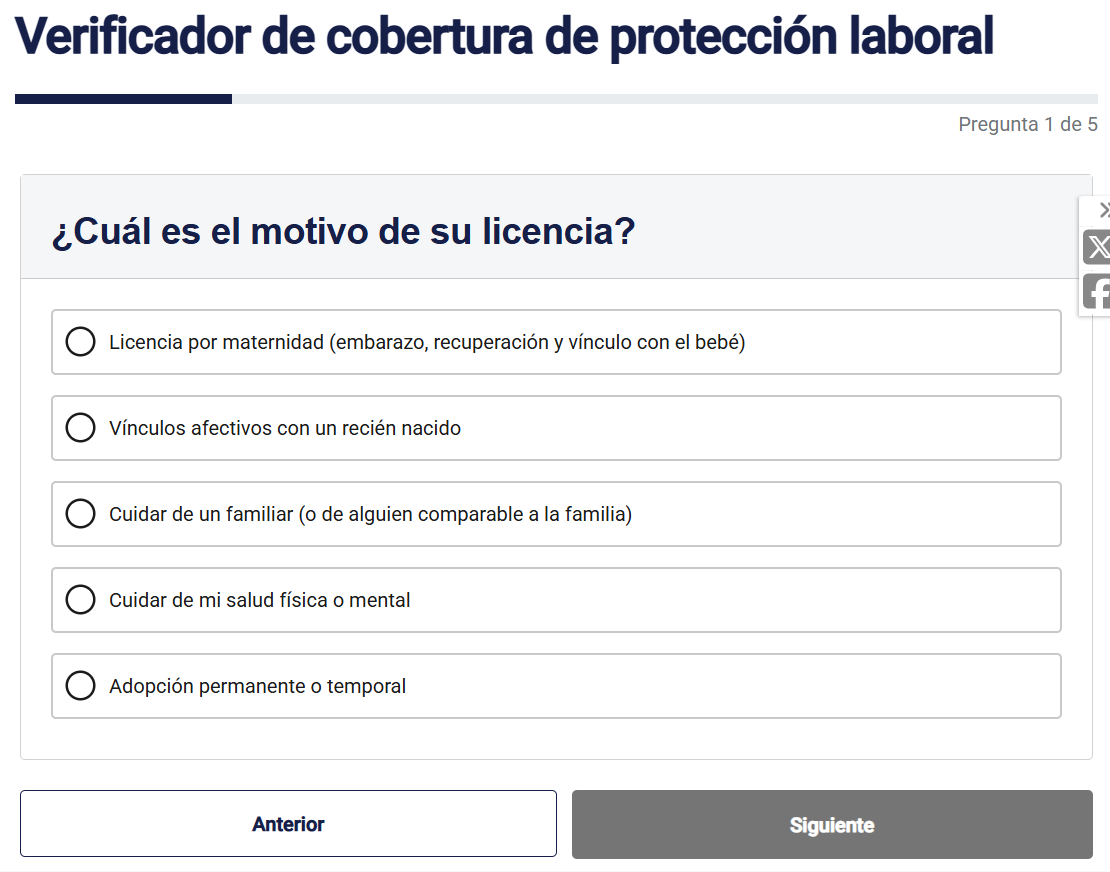 Verificador de cobertura de protección laboral
Pregunta 1 de 5
¿Cuál es el motivo de su licencia?
Licencia por maternidad (embarazo, recuperación y vínculo con el bebé)
Vínculos afectivos con un recién nacido
Cuidar de un familiar (o de alguien comparable a la familia)
Cuidar de mi salud física o mental
Adopción permanente o temporal
Anterior
Siguiente